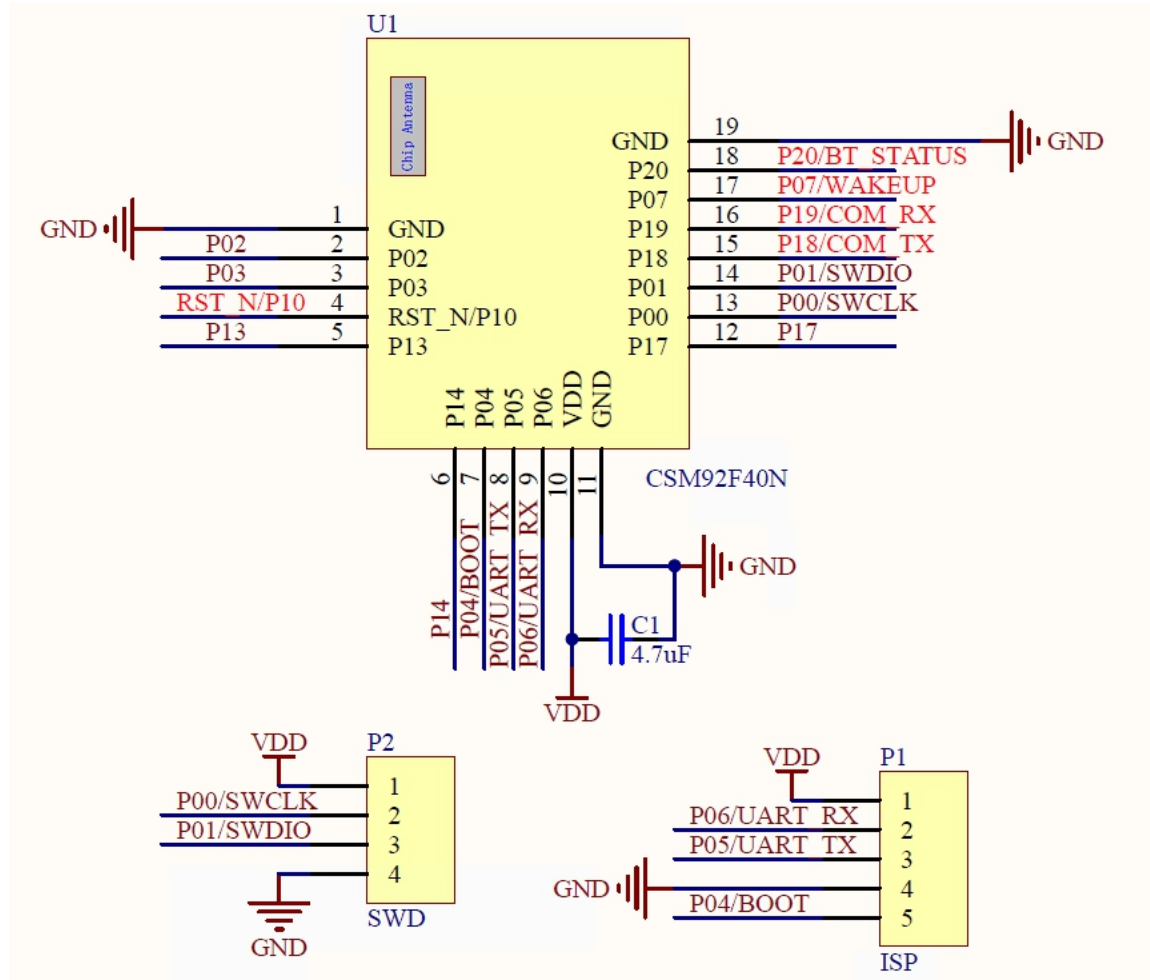 U1
Chip Antenna
GND 19 GND
P20 18 P20/BT_STATUS
P07 17 P07/WAKEUP
P19 16 P19/COM_RX
P18 15 P18/COM_TX
P01 14 P01/SWDIO
P00 13 P00/SWCLK
P17 12 P17
GND 1 GND
P02 2 P02
P03 3 P03
RST_N/P10 4 RST_N/P10
P13 5 P13
P14 P04 P05 P06 VDD GND
6 7 8 9 10 11
CSM92F40N
P14
P04/BOOT
P05/UART_TX
P06/UART_RX
GND
C1
4.7uF
VDD
VDD P2
1
P00/SWCLK 2
P01/SWDIO 3
4
GND
SWD
VDD P1
1
P06/UART_RX 2
P05/UART_TX 3
GND 4
P04/BOOT 5
ISP